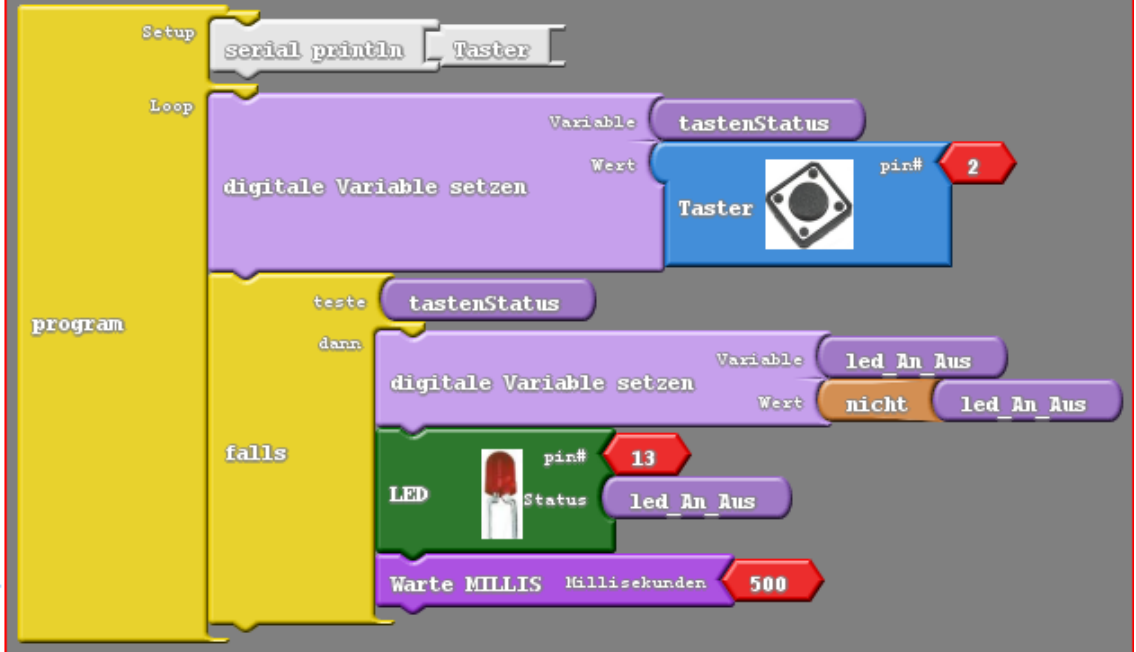 Setup
serial println Taster
Loop
Variable tastenStatus
Wert
pin# 2
digitale Variable setzen
Taster
teste tastenStatus
program
dann
Variable led_An_Aus
digitale Variable setzen
Wert nicht led_An_Aus
falls
pin# 13
LED
Status led_An_Aus
Warte MILLIS Millisekunden 500